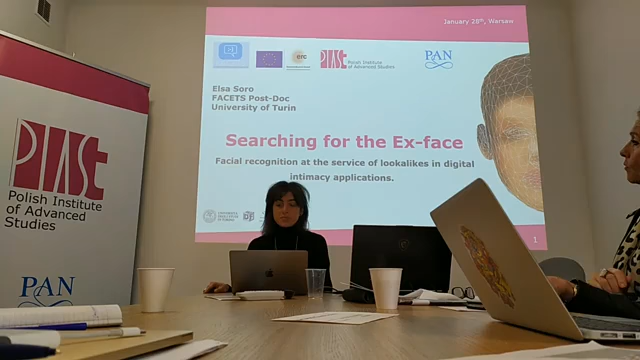 January 28th, Warsaw
erc
PIASt
Polish Institute
of Advanced Studies
PAN
Elsa Soro
FACETS Post-Doc
University of Turin
Searching for the Ex-face
Facial recognition at the service of lookalikes in digital
intimacy applications.
1
PIASt
Polish Institute
of Advanced
Studies
PAN